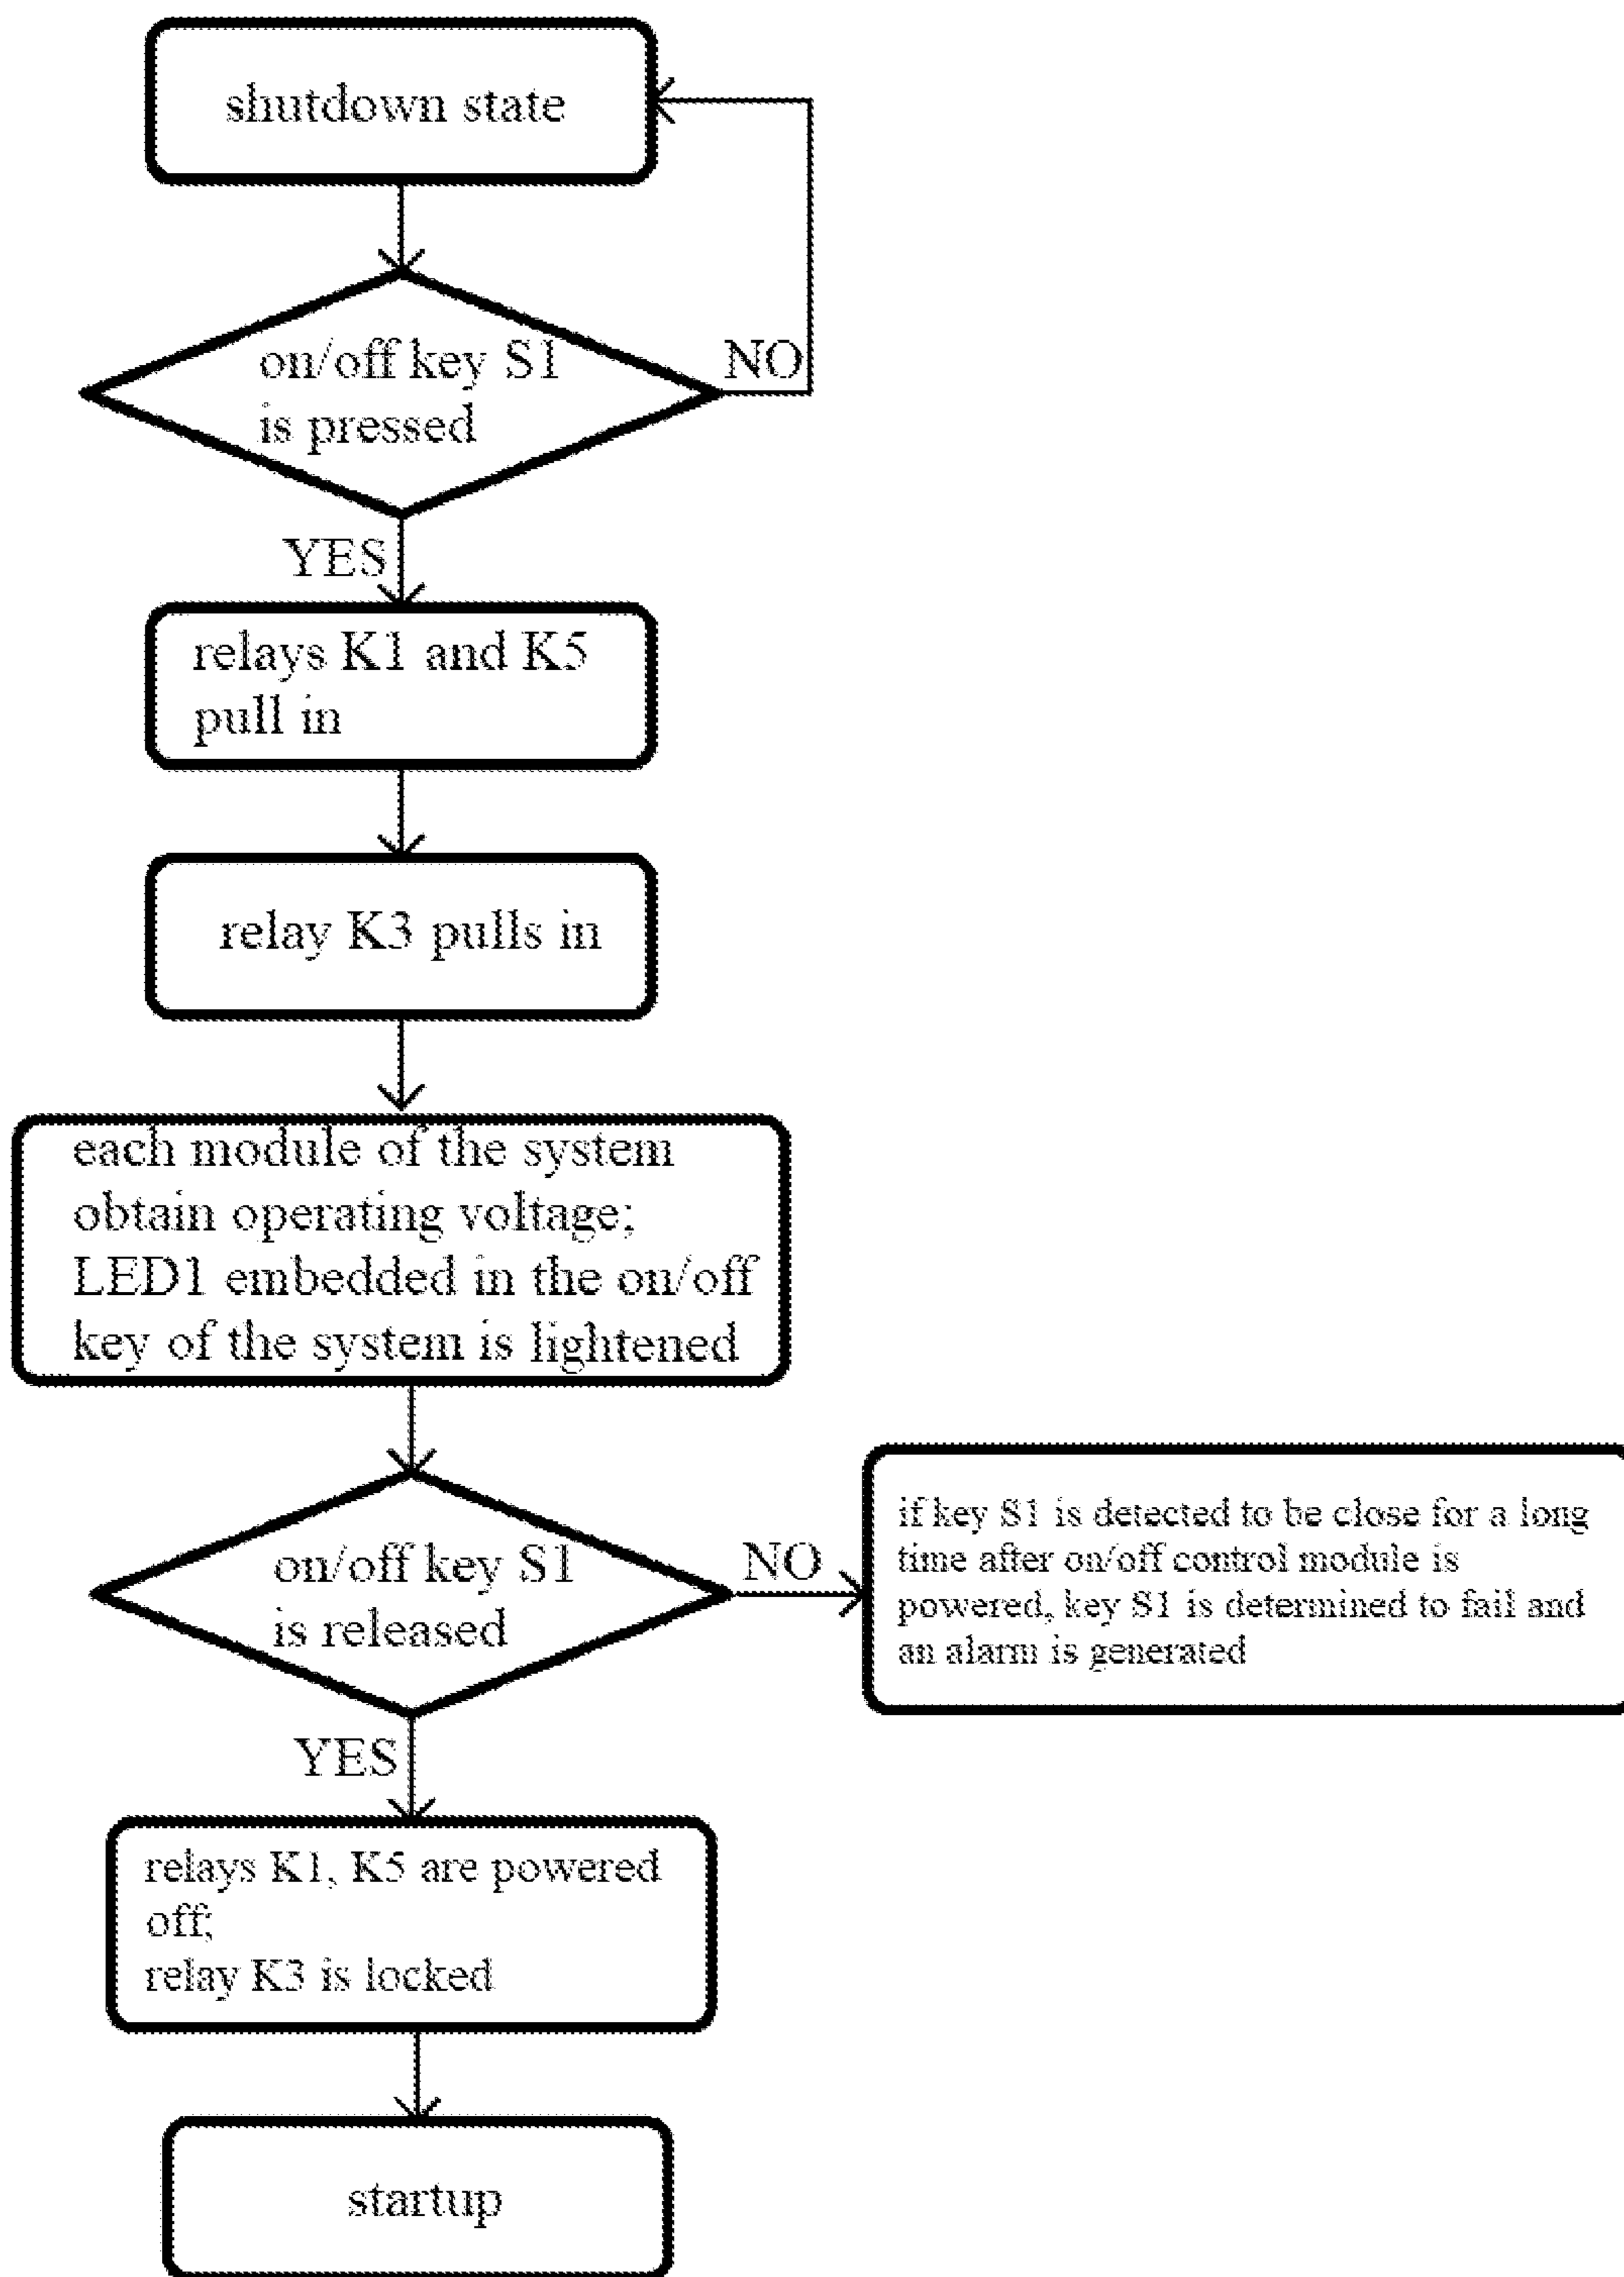 shutdown state
on/off key S1
is pressed
NO
YES
relays K1 and K5
pull in
relay K3 pulls in
each module of the system
obtain operating voltage;
LED1 embedded in the on/off
key of the system is lightened
on/off key S1
is released
NO
if key S1 is detected to be close for a long
time after on/off control module is
powered, key S1 is determined to fail and
an alarm is generated
YES
relays K1, K5 are powered
off;
relay K3 is locked
startup